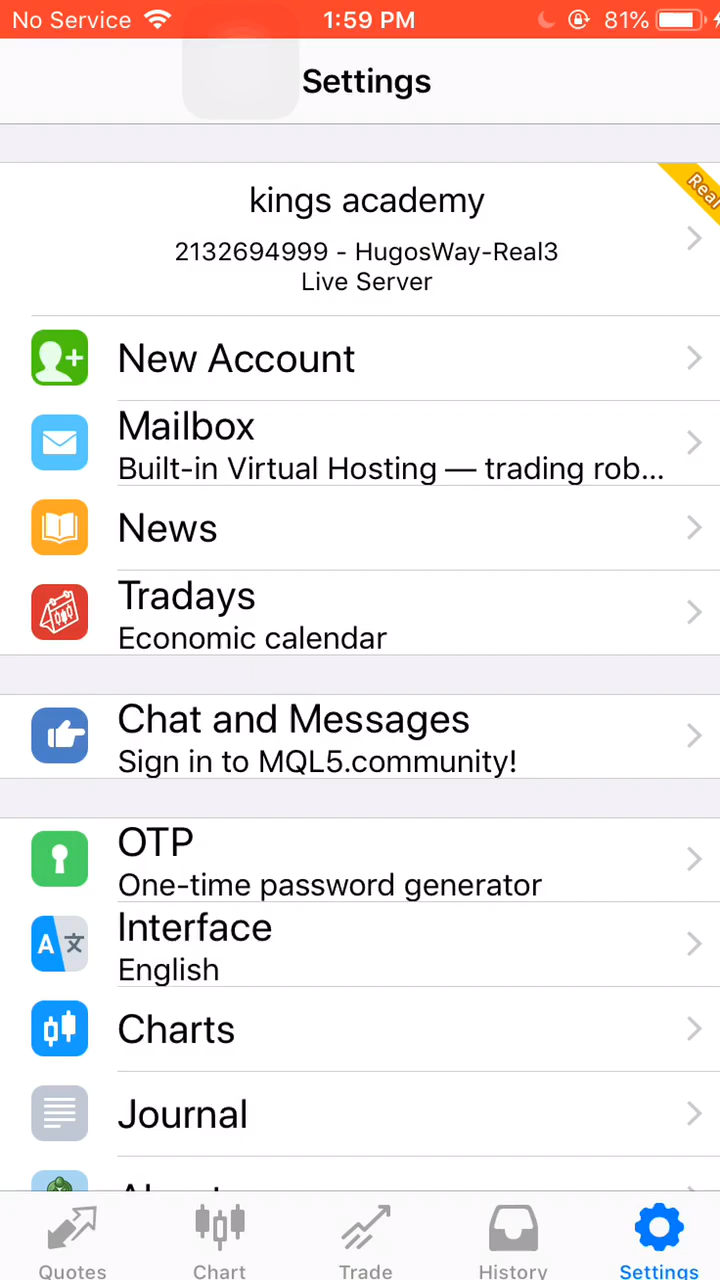 No Service 1:59 PM 81%
Settings
Real
kings academy
2132694999 - HugosWay-Real3
Live Server
New Account
Mailbox
Built-in Virtual Hosting — trading rob...
News
Tradays
Economic calendar
Chat and Messages
Sign in to MQL5.community!
OTP
One-time password generator
A 文
Interface
English
Charts
Journal
Quotes Chart Trade History Settings